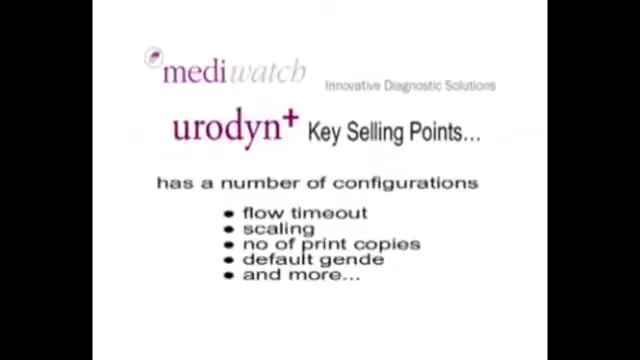 mediwatch
Innovative Diagnostic Solutions
urodyn+ Key Selling Points...
has a number of configurations
• flow timeout
• scaling
• no of print copies
• default gende
• and more...